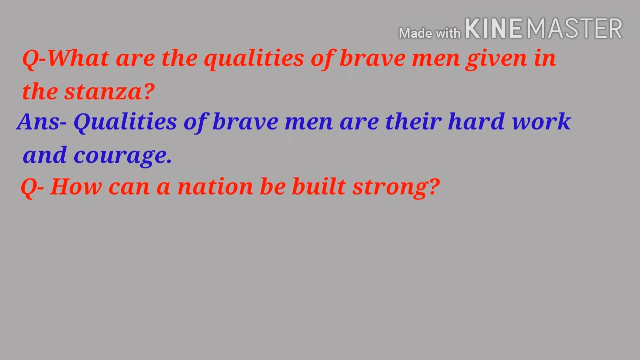 Made with KINEMASTER
Q-What are the qualities of brave men given in
the stanza?
Ans- Qualities of brave men are their hard work
and courage.
Q- How can a nation be built strong?